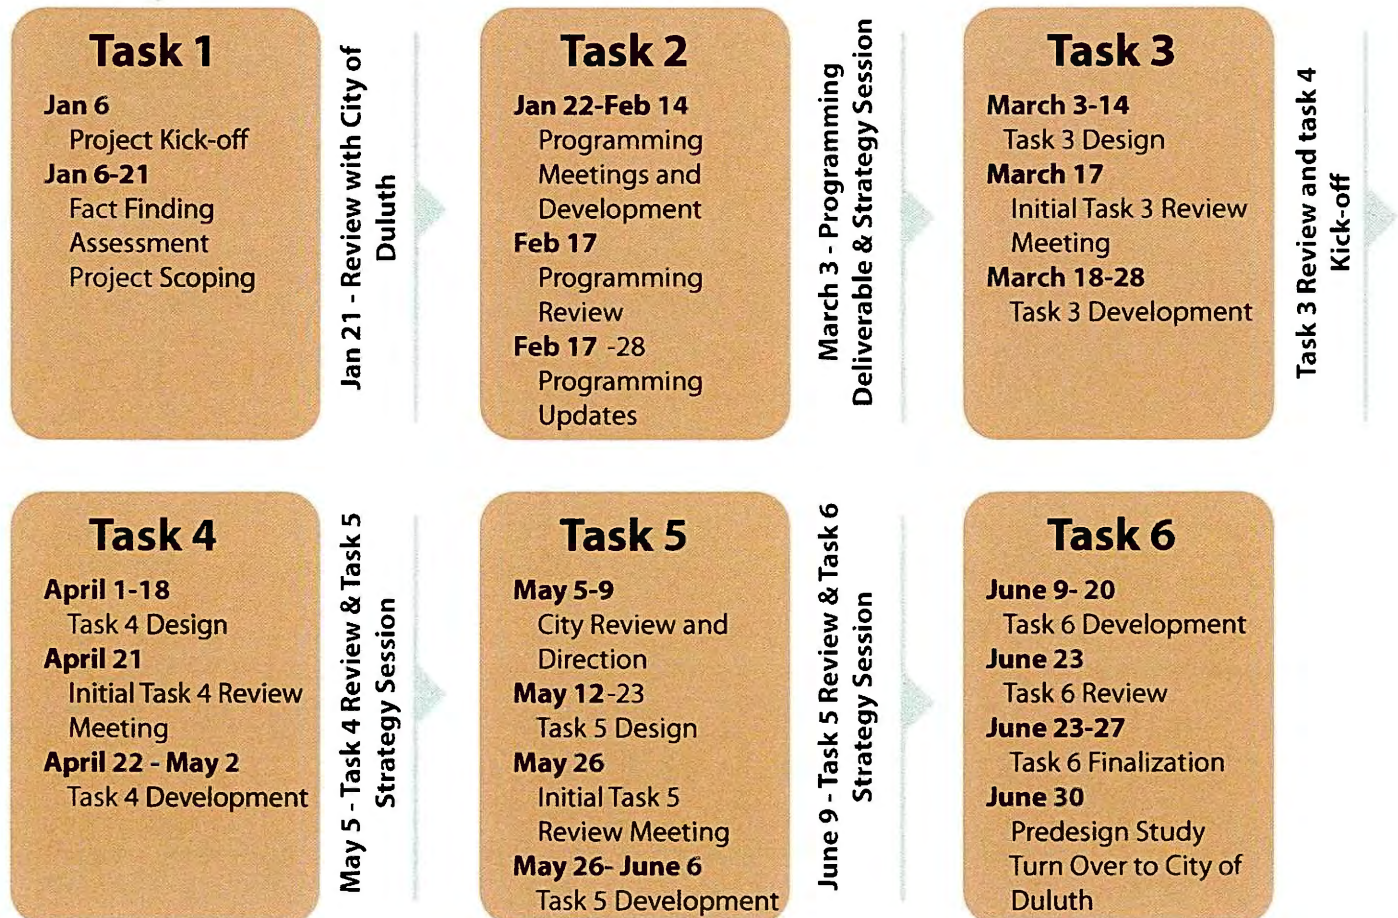 Task 1
Jan 6
Project Kick-off
Jan 6-21
Fact Finding
Assessment
Project Scoping
Jan 21 - Review with City of
Duluth
Task 2
Jan 22-Feb 14
Programming
Meetings and
Development
Feb 17
Programming
Review
Feb 17 -28
Programming
Updates
March 3 - Programming
Deliverable & Strategy Session
Task 3
March 3-14
Task 3 Design
March 17
Initial Task 3 Review
Meeting
March 18-28
Task 3 Development
Task 3 Review and task 4
Kick-off
Task 4
April 1-18
Task 4 Design
April 21
Initial Task 4 Review
Meeting
April 22 - May 2
Task 4 Development
May 5 - Task 4 Review & Task 5
Strategy Session
Task 5
May 5-9
City Review and
Direction
May 12-23
Task 5 Design
May 26
Initial Task 5
Review Meeting
May 26- June 6
Task 5 Development
June 9 - Task 5 Review & Task 6
Strategy Session
Task 6
June 9- 20
Task 6 Development
June 23
Task 6 Review
June 23-27
Task 6 Finalization
June 30
Predesign Study
Turn Over to City of
Duluth